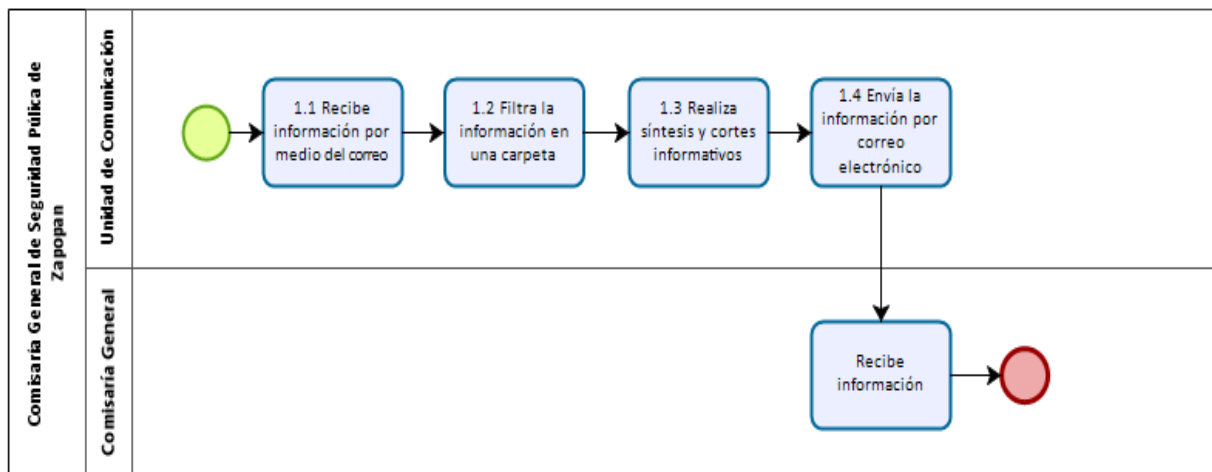 Comisaría General de Seguridad Púlica de
Zapopan
Unidad de Comunicación
1.1 Recibe
información por
medio del correo
1.2 Filtra la
información en
una carpeta
1.3 Realiza
síntesis y cortes
informativos
1.4 Envía la
información por
correo
electrónico
Comisaría General
Recibe
información